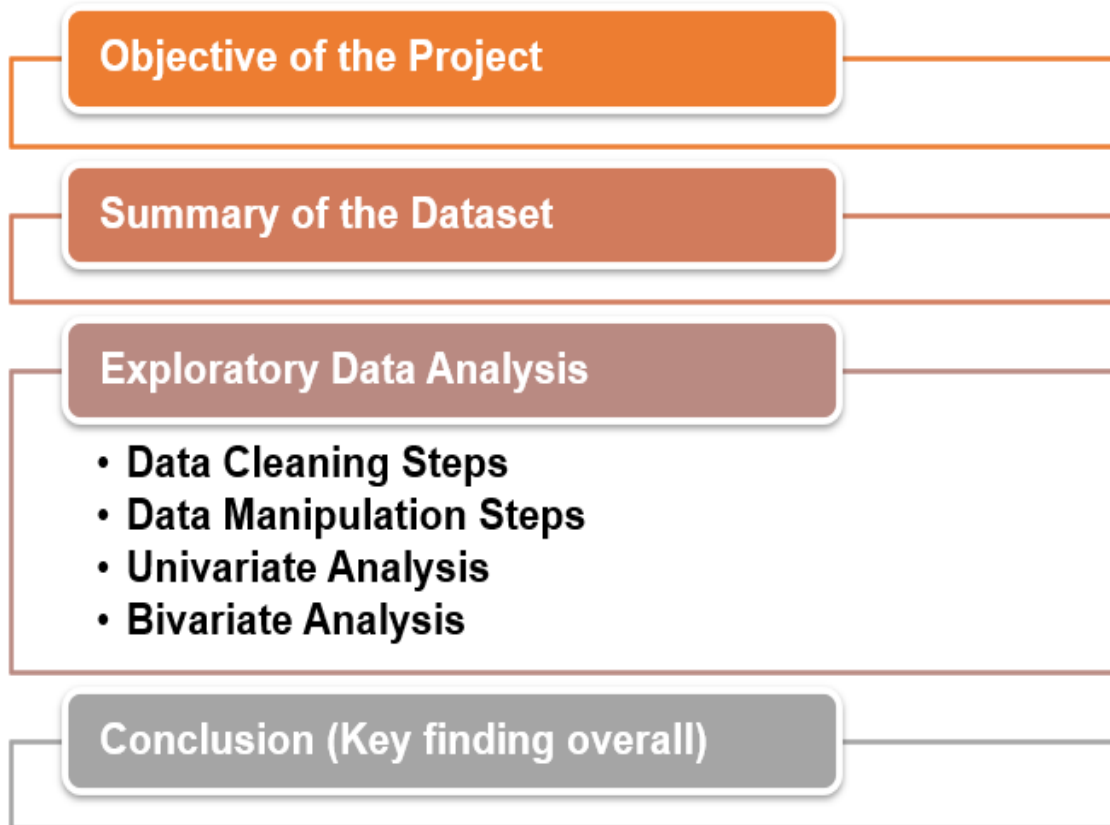 Objective of the Project
Summary of the Dataset
Exploratory Data Analysis
• Data Cleaning Steps
• Data Manipulation Steps
• Univariate Analysis
• Bivariate Analysis
Conclusion (Key finding overall)